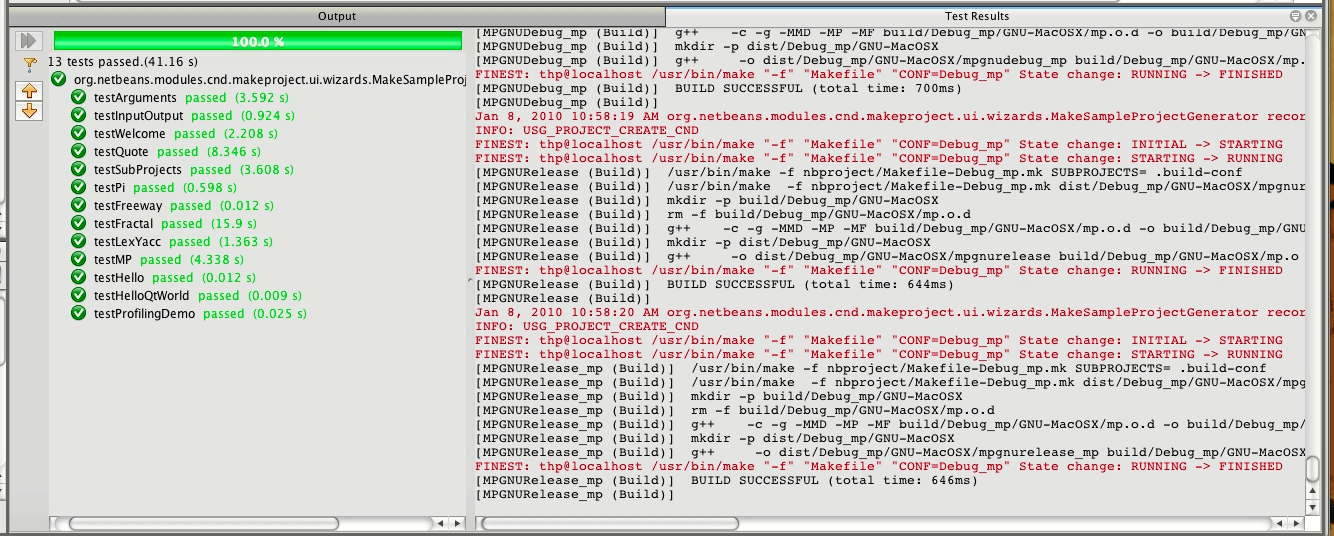 Output
Test Results
100.0 %
13 tests passed.(41.16 s)
org.netbeans.modules.cnd.makeproject.ui.wizards.MakeSampleProj
testArguments passed (3.592 s)
testInputOutput passed (0.924 s)
testWelcome passed (2.208 s)
testQuote passed (8.346 s)
testSubProjects passed (3.608 s)
testPi passed (0.598 s)
testFreeway passed (0.012 s)
testFractal passed (15.9 s)
testLexYacc passed (1.363 s)
testMP passed (4.338 s)
testHello passed (0.012 s)
testHelloQtWorld passed (0.009 s)
testProfilingDemo passed (0.025 s)
[MPGNUDebug_mp (Build)] g++ -c -g -MMD -MP -MF build/Debug_mp/GNU-MacOSX/mp.o.d -o build/Debug_mp/GN
[MPGNUDebug_mp (Build)] mkdir -p dist/Debug_mp/GNU-MacOSX
[MPGNUDebug_mp (Build)] g++ -o dist/Debug_mp/GNU-MacOSX/mpgnudebug_mp build/Debug_mp/GNU-MacOSX/mp.
FINEST: thp@localhost /usr/bin/make "-f" "Makefile" "CONF=Debug_mp" State change: RUNNING -> FINISHED
[MPGNUDebug_mp (Build)] BUILD SUCCESSFUL (total time: 700ms)
[MPGNUDebug_mp (Build)]
Jan 8, 2010 10:58:19 AM org.netbeans.modules.cnd.makeproject.ui.wizards.MakeSampleProjectGenerator recor
INFO: USG_PROJECT_CREATE_CND
FINEST: thp@localhost /usr/bin/make "-f" "Makefile" "CONF=Debug_mp" State change: INITIAL -> STARTING
FINEST: thp@localhost /usr/bin/make "-f" "Makefile" "CONF=Debug_mp" State change: STARTING -> RUNNING
[MPGNURelease (Build)] /usr/bin/make -f nbproject/Makefile-Debug_mp.mk SUBPROJECTS= .build-conf
[MPGNURelease (Build)] /usr/bin/make -f nbproject/Makefile-Debug_mp.mk dist/Debug_mp/GNU-MacOSX/mpgnur
[MPGNURelease (Build)] mkdir -p build/Debug_mp/GNU-MacOSX
[MPGNURelease (Build)] rm -f build/Debug_mp/GNU-MacOSX/mp.o.d
[MPGNURelease (Build)] g++ -c -g -MMD -MP -MF build/Debug_mp/GNU-MacOSX/mp.o.d -o build/Debug_mp/GNU
[MPGNURelease (Build)] mkdir -p dist/Debug_mp/GNU-MacOSX
[MPGNURelease (Build)] g++ -o dist/Debug_mp/GNU-MacOSX/mpgnurelease build/Debug_mp/GNU-MacOSX/mp.o
FINEST: thp@localhost /usr/bin/make "-f" "Makefile" "CONF=Debug_mp" State change: RUNNING -> FINISHED
[MPGNURelease (Build)] BUILD SUCCESSFUL (total time: 644ms)
[MPGNURelease (Build)]
Jan 8, 2010 10:58:20 AM org.netbeans.modules.cnd.makeproject.ui.wizards.MakeSampleProjectGenerator recor
INFO: USG_PROJECT_CREATE_CND
FINEST: thp@localhost /usr/bin/make "-f" "Makefile" "CONF=Debug_mp" State change: INITIAL -> STARTING
FINEST: thp@localhost /usr/bin/make "-f" "Makefile" "CONF=Debug_mp" State change: STARTING -> RUNNING
[MPGNURelease_mp (Build)] /usr/bin/make -f nbproject/Makefile-Debug_mp.mk SUBPROJECTS= .build-conf
[MPGNURelease_mp (Build)] /usr/bin/make -f nbproject/Makefile-Debug_mp.mk dist/Debug_mp/GNU-MacOSX/mpg
[MPGNURelease_mp (Build)] mkdir -p build/Debug_mp/GNU-MacOSX
[MPGNURelease_mp (Build)] rm -f build/Debug_mp/GNU-MacOSX/mp.o.d
[MPGNURelease_mp (Build)] g++ -c -g -MMD -MP -MF build/Debug_mp/GNU-MacOSX/mp.o.d -o build/Debug_mp/
[MPGNURelease_mp (Build)] mkdir -p dist/Debug_mp/GNU-MacOSX
[MPGNURelease_mp (Build)] g++ -o dist/Debug_mp/GNU-MacOSX/mpgnurelease_mp build/Debug_mp/GNU-MacOSX
FINEST: thp@localhost /usr/bin/make "-f" "Makefile" "CONF=Debug_mp" State change: RUNNING -> FINISHED
[MPGNURelease_mp (Build)] BUILD SUCCESSFUL (total time: 646ms)
[MPGNURelease_mp (Build)]